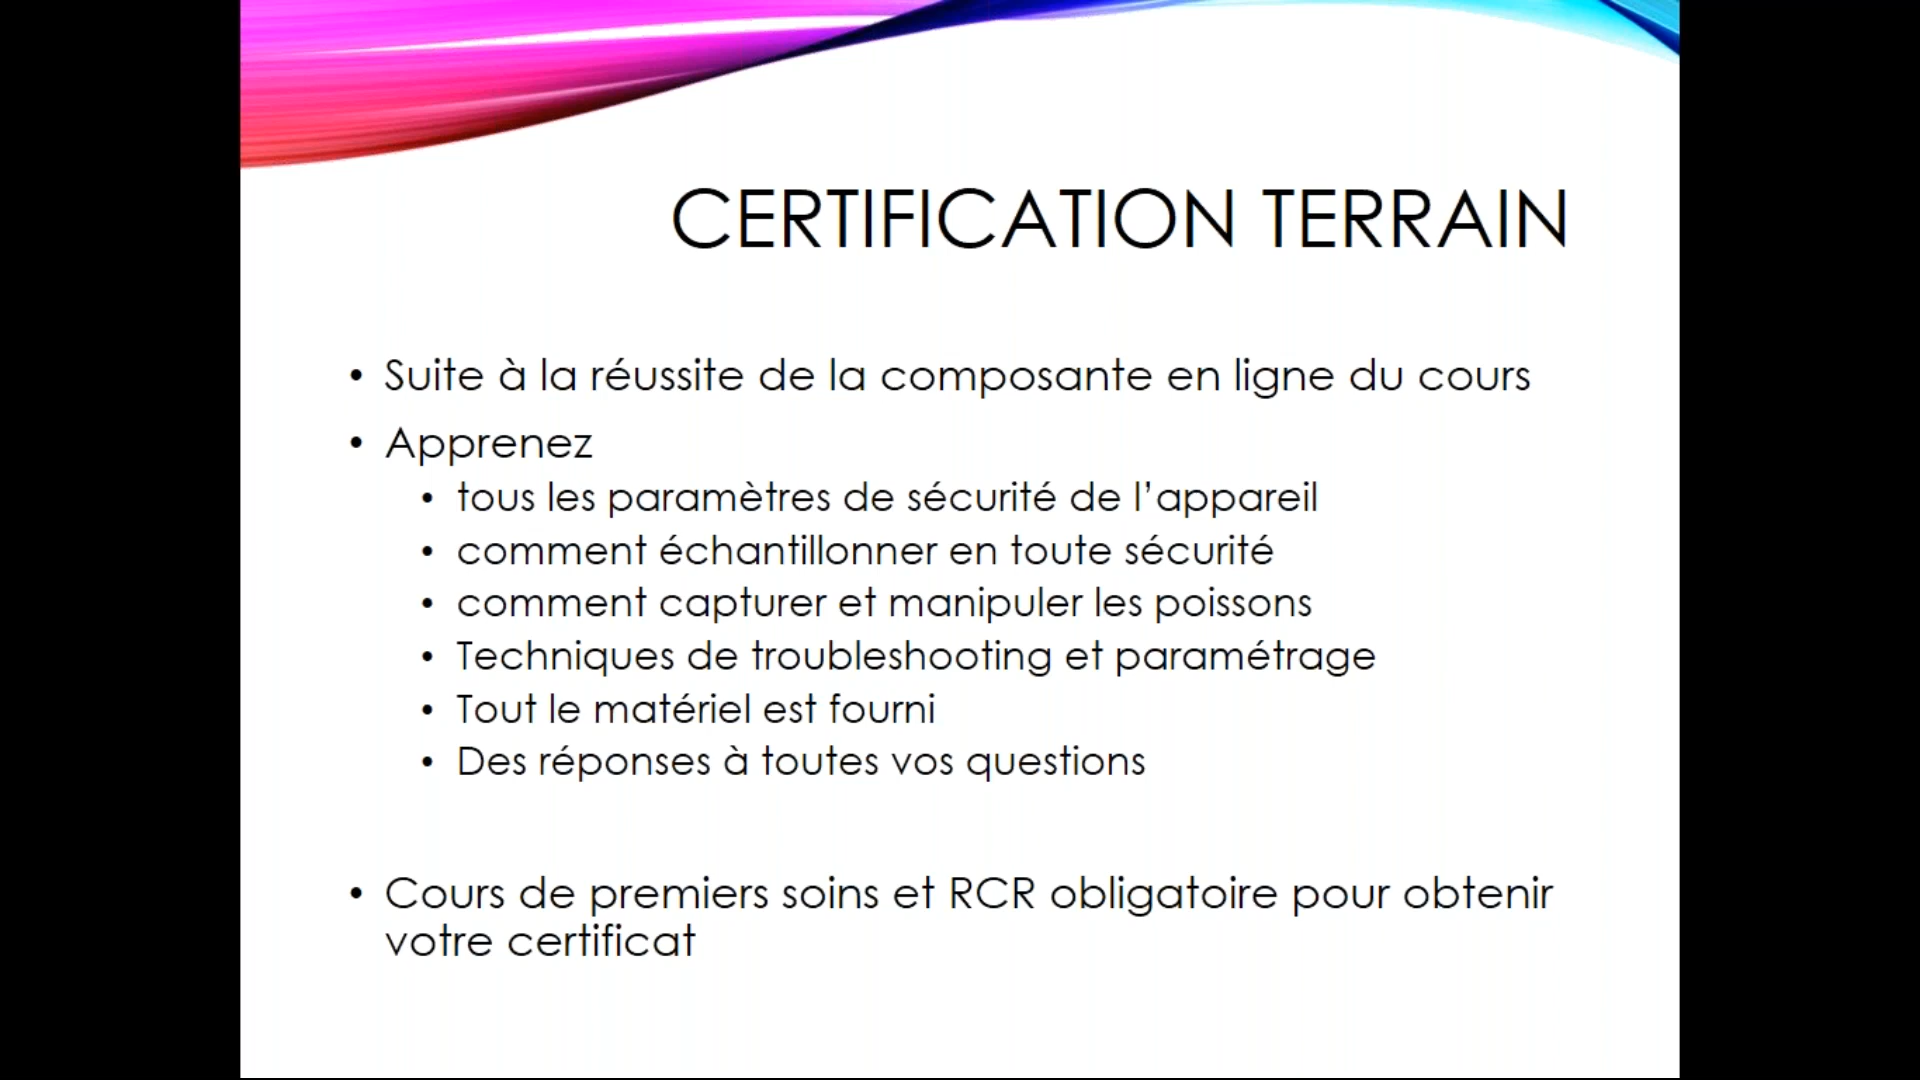 CERTIFICATION TERRAIN
• Suite à la réussite de la composante en ligne du cours
• Apprenez
• tous les paramètres de sécurité de l’appareil
• comment échantillonner en toute sécurité
• comment capturer et manipuler les poissons
• Techniques de troubleshooting et paramétrage
• Tout le matériel est fourni
• Des réponses à toutes vos questions
• Cours de premiers soins et RCR obligatoire pour obtenir
votre certificat